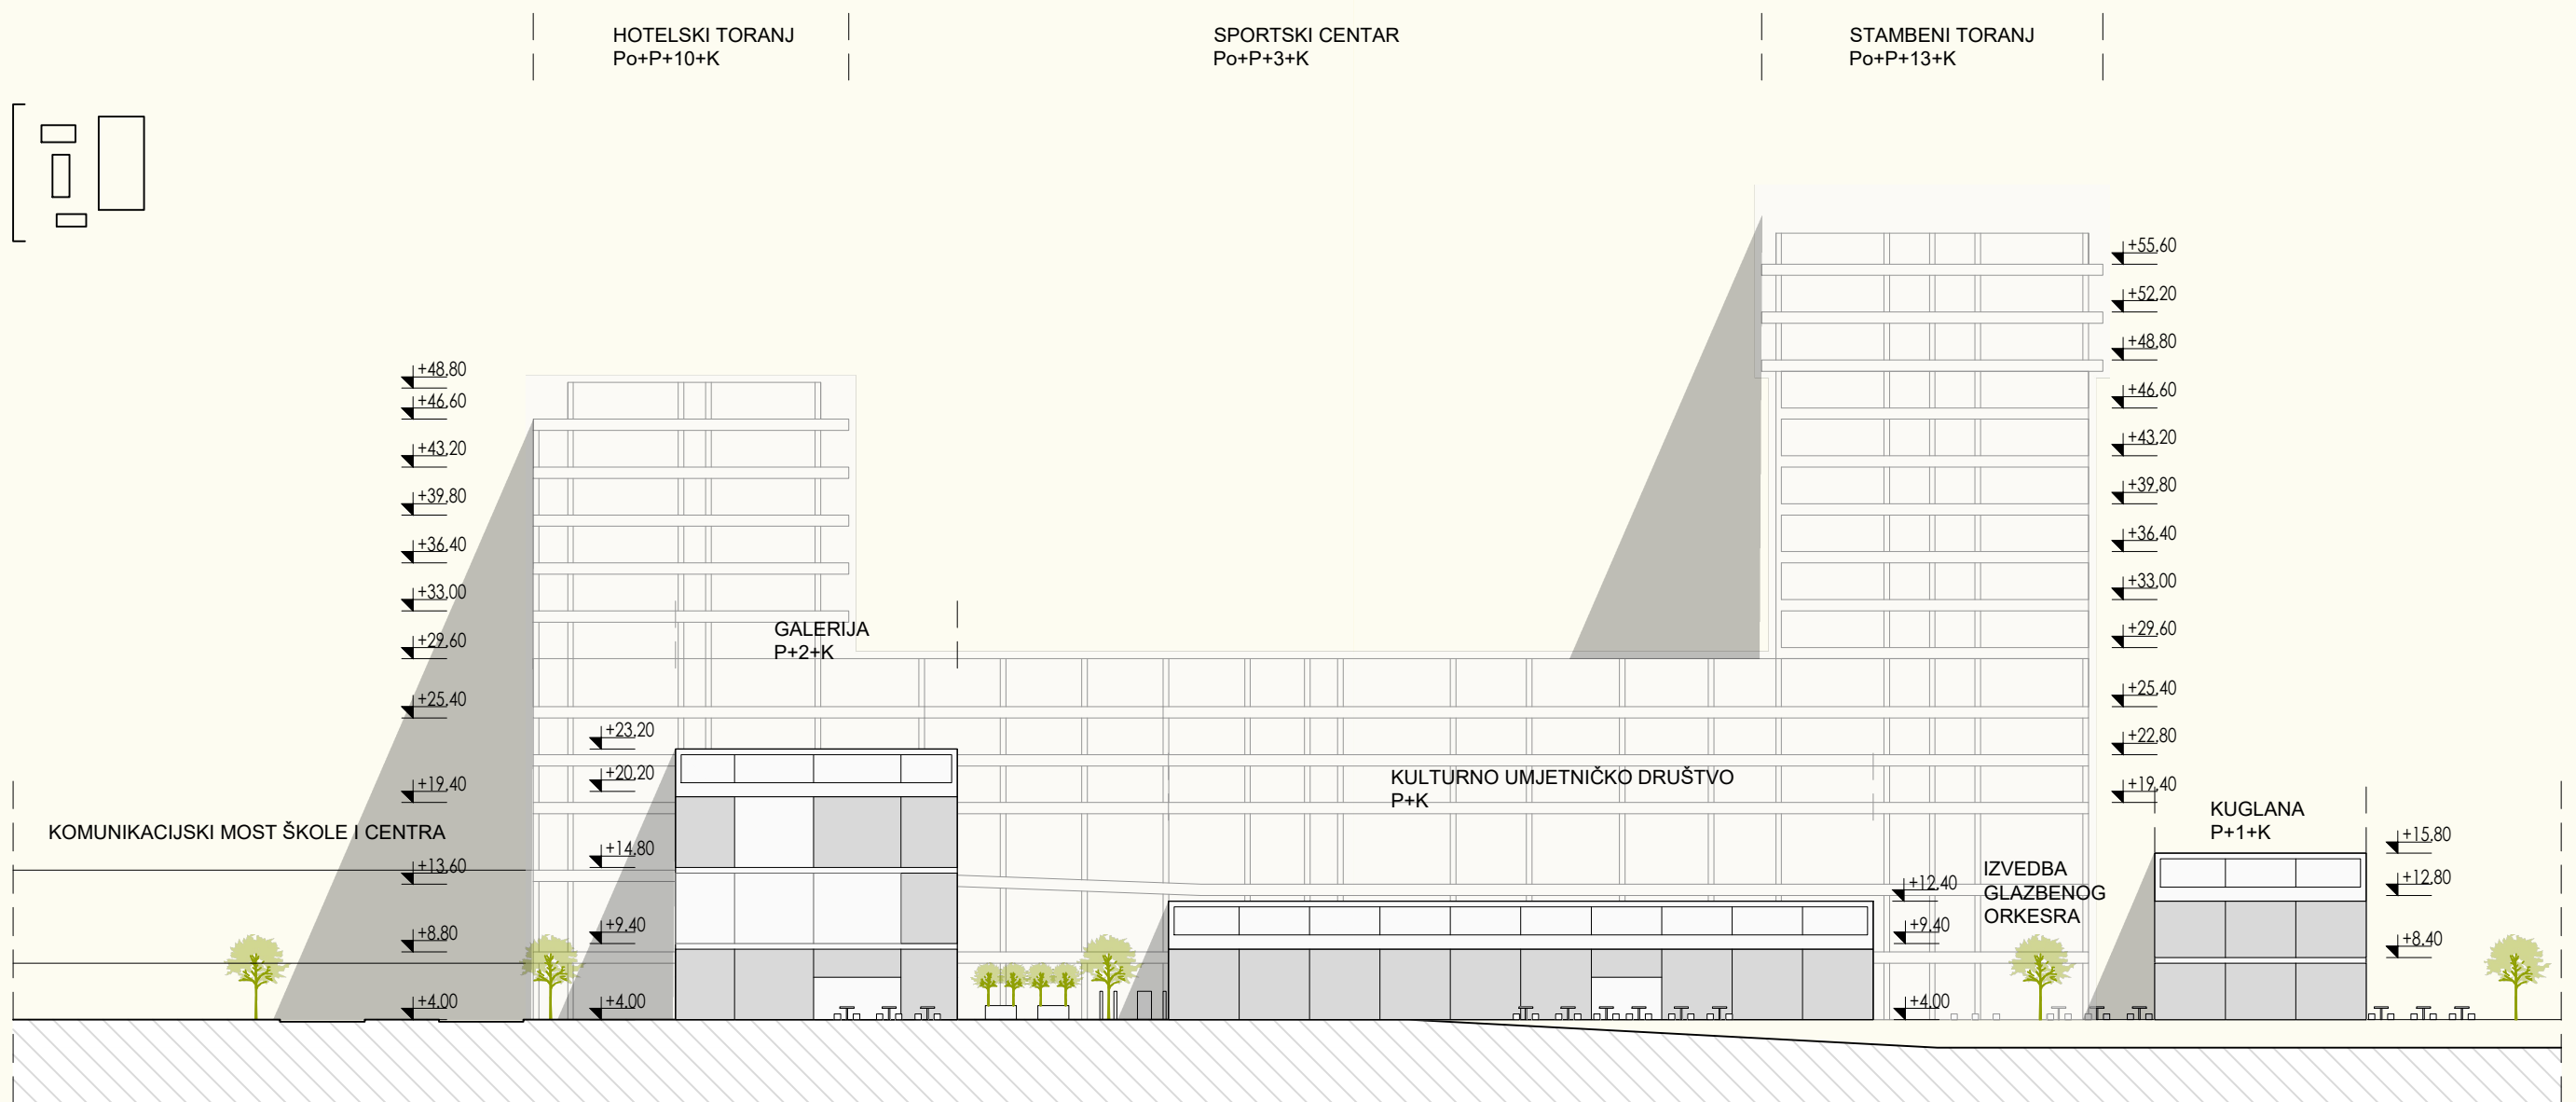 HOTELSKI TORANJ
Po+P+10+K
SPORTSKI CENTAR
Po+P+3+K
STAMBENI TORANJ
Po+P+13+K
+48,80
+46,60
+43,20
+39,80
+36,40
+33,00
+29,60
+25,40
+19,40
+13,60
+8,80
+4,00
KOMUNIKACIJSKI MOST ŠKOLE I CENTRA
GALERIJA
P+2+K
+23,20
+20,20
+14,80
+9,40
+4,00
KULTURNO UMJETNIČKO DRUŠTVO
P+K
+12,40
+9,40
+4,00
IZVEDBA
GLAZBENOG
ORKESRA
+55,60
+52,20
+48,80
+46,60
+43,20
+39,80
+36,40
+33,00
+29,60
+25,40
+22,80
+19,40
KUGLANA
P+1+K
+15,80
+12,80
+8,40